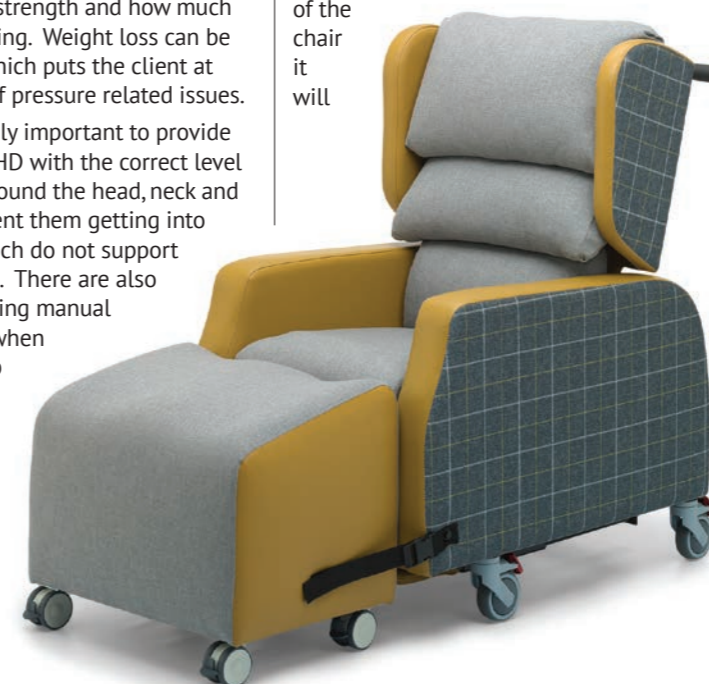 strength and how much
ing. Weight loss can be
hich puts the client at
f pressure related issues.
ly important to provide
HD with the correct level
ound the head, neck and
ent them getting into
ch do not support
. There are also
ing manual
when
of the
chair
it
will